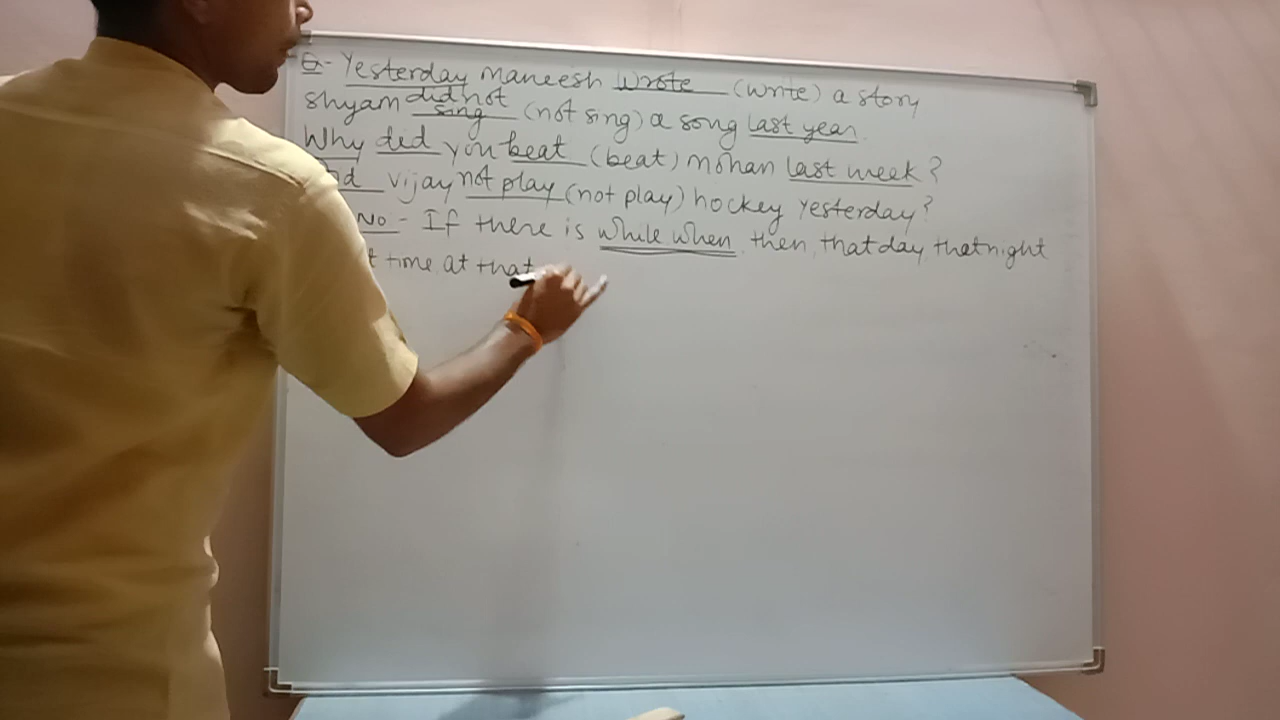 Ex- Yesterday Maneesh wrote (write) a story
Shyam did not sing (not sing) a song last year.
Why did you beat (beat) Mohan last week?
vijay not play (not play) hockey Yesterday?
No - If there is while when, then, that day, that night
time, at that